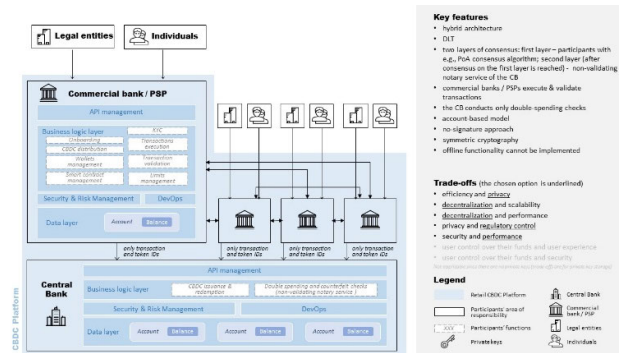 Legal entities
Individuals
Commercial bank / PSP
API management
Business logic layer
KYC
Onboarding
Transactions
execution
CBDC distribution
Wallets
management
Transaction
validation
Smart contract
management
Limits
management
Security & Risk Management
DevOps
Data layer
Account
Balance
only transaction
and token IDs
only transaction
and token IDs
only transaction
and token IDs
only transaction
and token IDs
Central
Bank
API management
Business logic layer
CBDC issuance &
redemption
Double spending and counterfeit checks
(non-validating notary service)
Security & Risk Management
DevOps
Data layer
Account
Balance
Account
Balance
Account
Balance
CBDC Platform
Key features
• hybrid architecture
• DLT
• two layers of consensus: first layer – participants with
e.g., PoA consensus algorithm; second layer (after
consensus on the first layer is reached) - non-validating
notary service of the CB
• commercial banks / PSPs execute & validate
transactions
• the CB conducts only double-spending checks
• account-based model
• no-signature approach
• symmetric cryptography
• offline functionality cannot be implemented
Trade-offs (the chosen option is underlined)
• efficiency and privacy
• decentralization and scalability
• decentralization and performance
• privacy and regulatory control
• security and performance
• user control over their funds and user experience
• user control over their funds and security
Legend
Retail CBDC Platform
Central Bank
Participants' area of
responsibility
Commercial
bank / PSP
XXX
Participants' functions
Legal entities
Private keys
Individuals